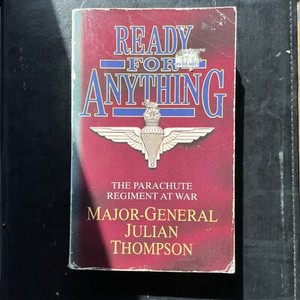 READY
FOR
ANYTHING
THE PARACHUTE
REGIMENT AT WAR
MAJOR-GENERAL
JULIAN
THOMPSON